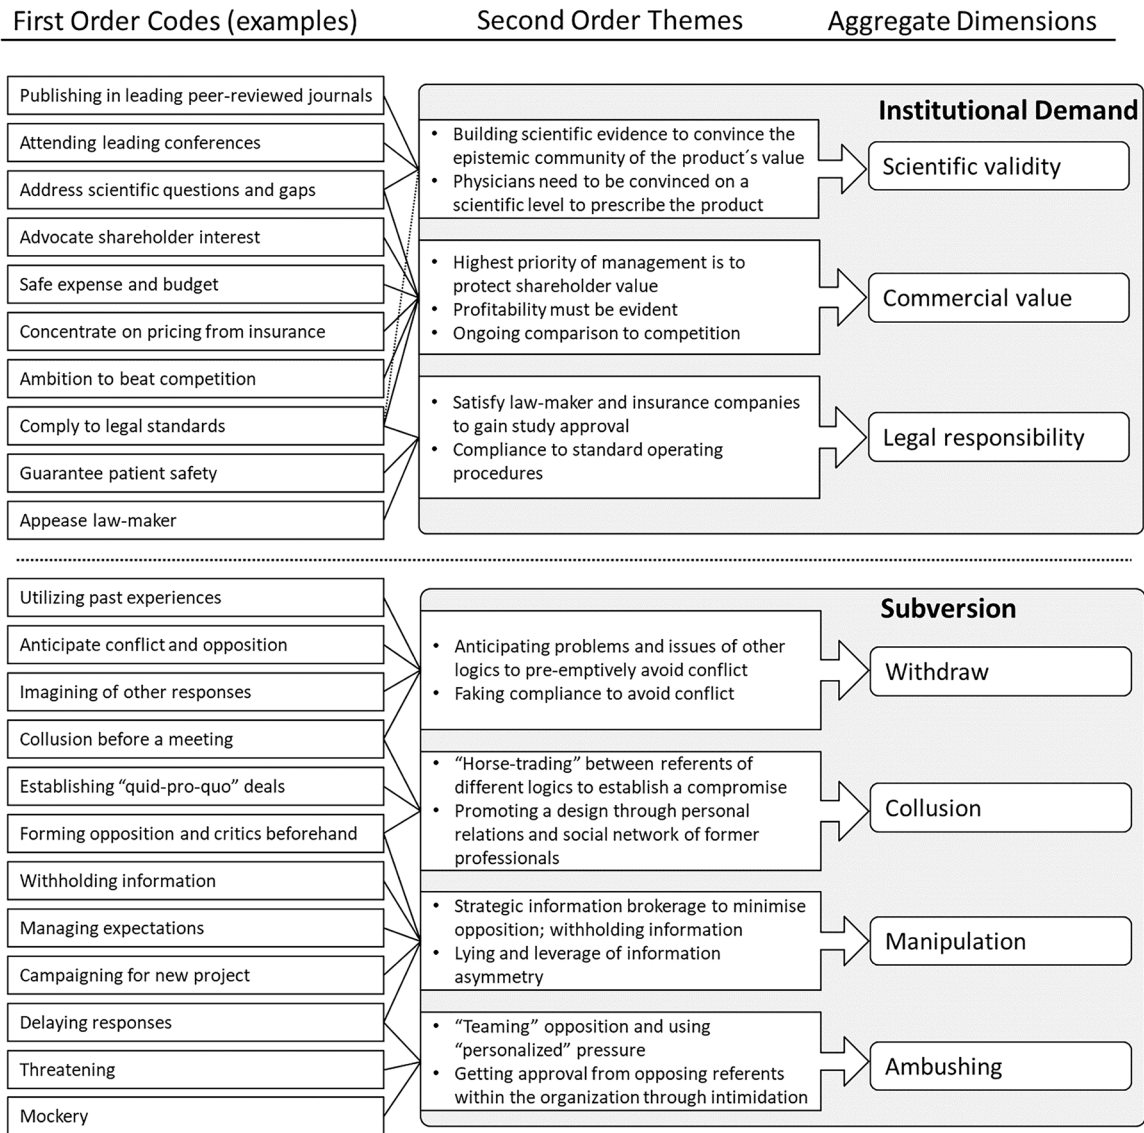 First Order Codes (examples)
Second Order Themes
Aggregate Dimensions
Publishing in leading peer-reviewed journals
Attending leading conferences
Address scientific questions and gaps
Advocate shareholder interest
Safe expense and budget
Concentrate on pricing from insurance
Ambition to beat competition
Comply to legal standards
Guarantee patient safety
Appease law-maker
Institutional Demand
• Building scientific evidence to convince the
epistemic community of the product´s value
• Physicians need to be convinced on a
scientific level to prescribe the product
Scientific validity
• Highest priority of management is to
protect shareholder value
• Profitability must be evident
• Ongoing comparison to competition
Commercial value
• Satisfy law-maker and insurance companies
to gain study approval
• Compliance to standard operating
procedures
Legal responsibility
Utilizing past experiences
Anticipate conflict and opposition
Imagining of other responses
Collusion before a meeting
Establishing “quid-pro-quo” deals
Forming opposition and critics beforehand
Withholding information
Managing expectations
Campaigning for new project
Delaying responses
Threatening
Mockery
Subversion
• Anticipating problems and issues of other
logics to pre-emptively avoid conflict
• Faking compliance to avoid conflict
Withdraw
• “Horse-trading” between referents of
different logics to establish a compromise
• Promoting a design through personal
relations and social network of former
professionals
Collusion
• Strategic information brokerage to minimise
opposition; withholding information
• Lying and leverage of information
asymmetry
Manipulation
• “Teaming” opposition and using
“personalized” pressure
• Getting approval from opposing referents
within the organization through intimidation
Ambushing